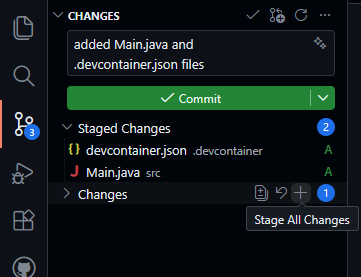 CHANGES
added Main.java and
.devcontainer.json files
Commit
Staged Changes 2
{} devcontainer.json .devcontainer A
J Main.java src A
3
Changes 1
Stage All Changes